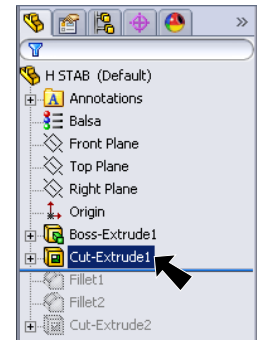 »
H STAB (Default)
A Annotations
Balsa
Front Plane
Top Plane
Right Plane
Origin
Boss-Extrude1
Cut-Extrude1
Fillet1
Fillet2
Cut-Extrude2